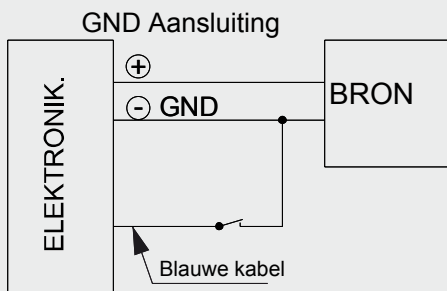 GND Aansluiting
+
BRON
- GND
ELEKTRONIK.
Blauwe kabel